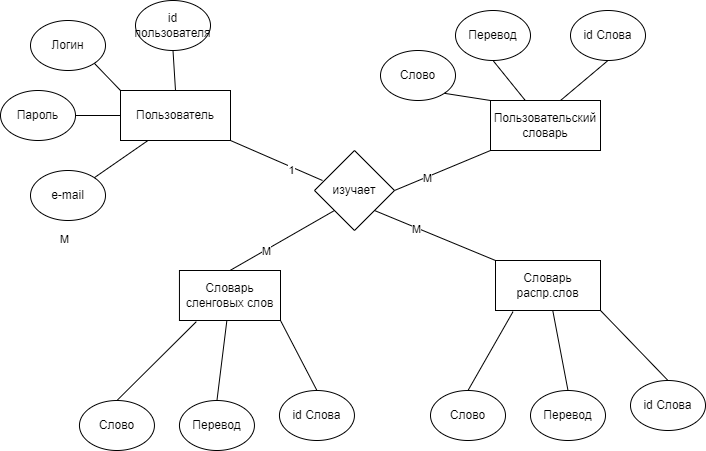 id
пользователя
Логин
Перевод
id Слова
Слово
Пароль
Пользователь
Пользовательский
словарь
1
изучает
М
e-mail
М
М
М
Словарь
сленговых слов
Словарь
распр.слов
Слово
Перевод
id Слова
Слово
Перевод
id Слова